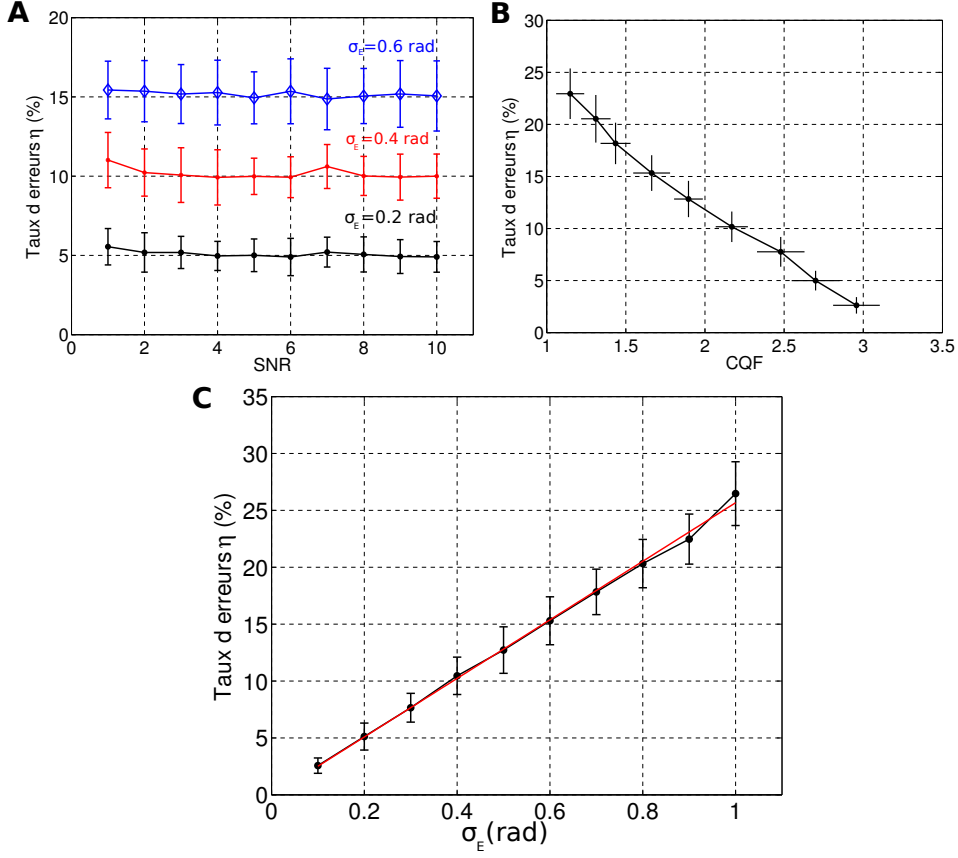 A
20
15
10
5
0
Taux d erreurs η (%)
σE=0.6 rad
σE=0.4 rad
σE=0.2 rad
0 2 4 6 8 10
SNR
B
30
25
20
15
10
5
0
Taux d erreurs η (%)
1 1.5 2 2.5 3 3.5
CQF
C
35
30
25
20
15
10
5
0
Taux d erreurs η (%)
0 0.2 0.4 0.6 0.8 1
σE(rad)